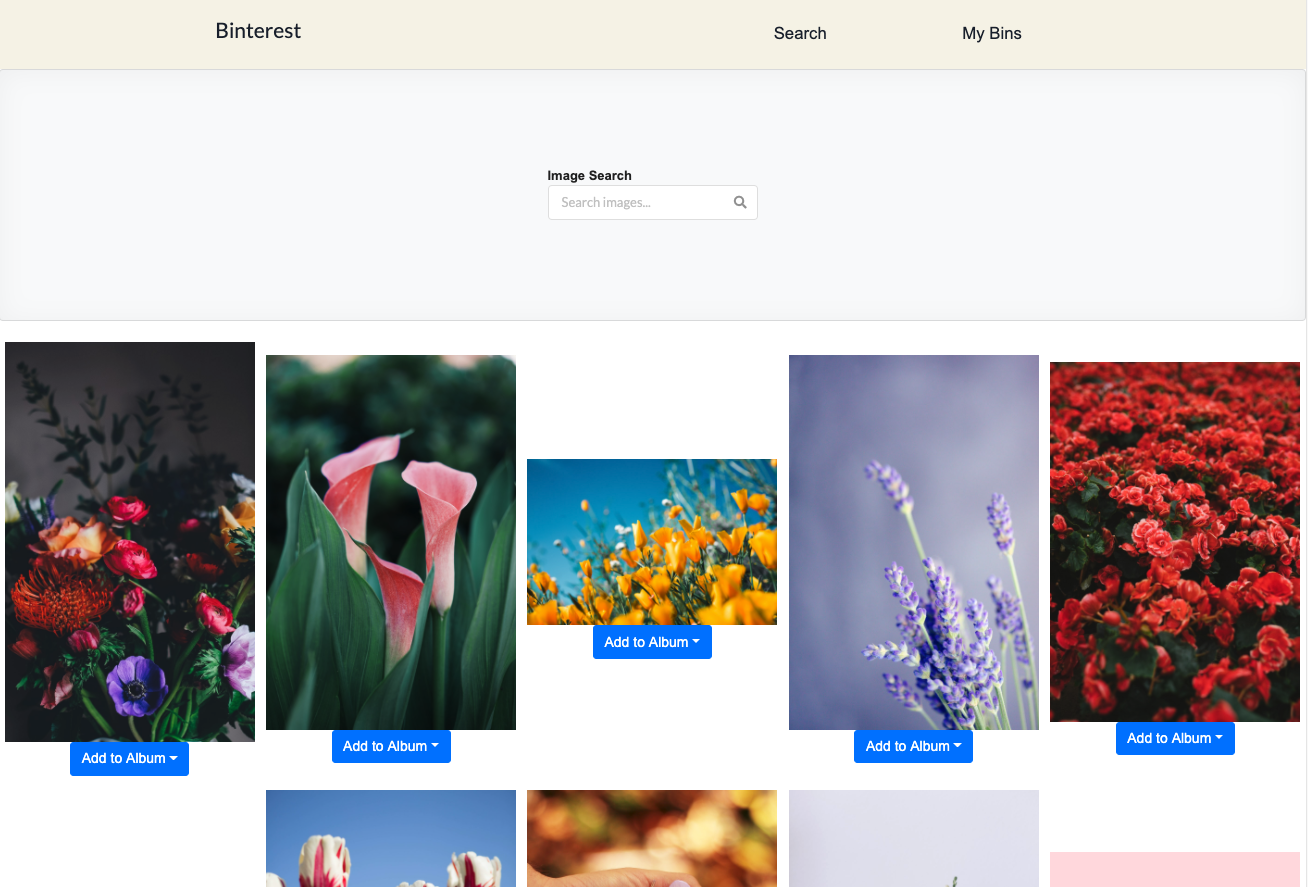 Binterest
Search
My Bins
Image Search
Search images...
Add to Album
Add to Album
Add to Album
Add to Album
Add to Album